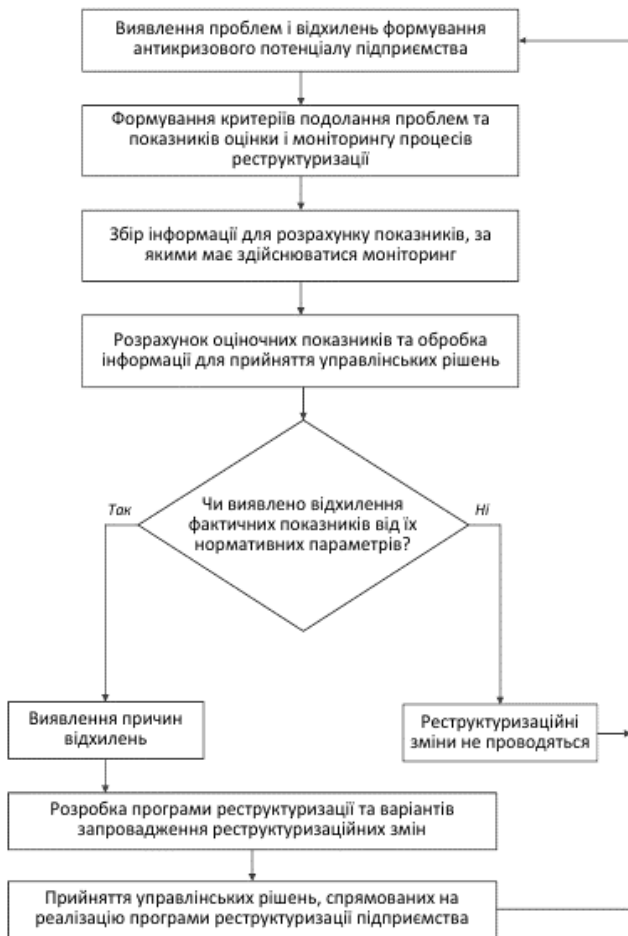 Виявлення проблем і відхилень формування
антикризового потенціалу підприємства
Формування критеріїв подолання проблем та
показників оцінки і моніторингу процесів
реструктуризації
Збір інформації для розрахунку показників, за
якими має здійснюватися моніторинг
Розрахунок оціночних показників та обробка
інформації для прийняття управлінських рішень
Так
Чи виявлено відхилення
фактичних показників від їх
нормативних параметрів?
Ні
Виявлення причин
відхилень
Реструктуризаційні
зміни не проводяться
Розробка програми реструктуризації та варіантів
запровадження реструктуризаційних змін
Прийняття управлінських рішень, спрямованих на
реалізацію програми реструктуризації підприємства